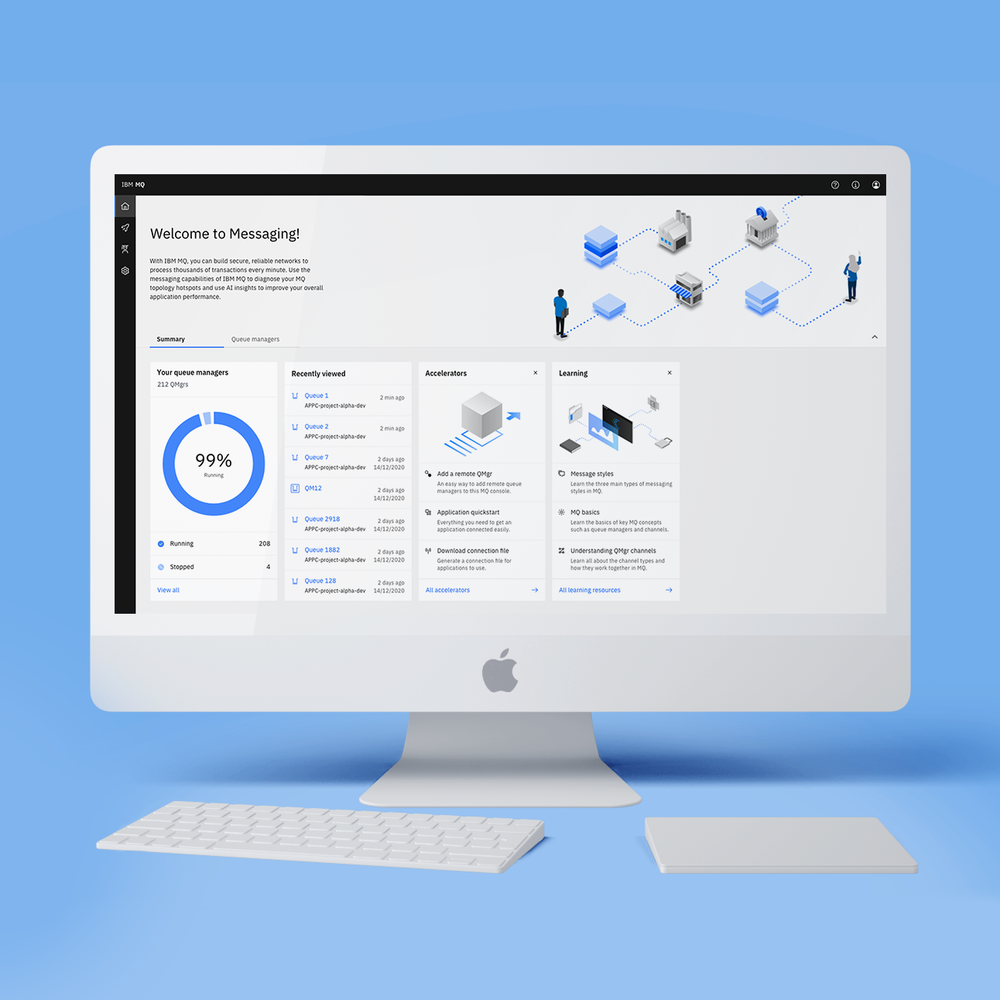 IBM MQ
Welcome to Messaging!
With IBM MQ, you can build secure, reliable networks to
process thousands of transactions every minute. Use the
messaging capabilities of IBM MQ to diagnose your MQ
topology hotspots and use AI insights to improve your overall
application performance.
Summary
Queue managers
Your queue managers
212 QMgrs
99%
Running
Running 208
Stopped 4
View all
Recently viewed
Queue 1
2 min ago
APPC-project-alpha-dev
Queue 2
2 min ago
APPC-project-alpha-dev
Queue 7
2 days ago
APPC-project-alpha-dev
14/12/2020
QM12
2 days ago
14/12/2020
Queue 2918
2 days ago
APPC-project-alpha-dev
14/12/2020
Queue 1882
2 days ago
APPC-project-alpha-dev
14/12/2020
Queue 128
2 days ago
APPC-project-alpha-dev
14/12/2020
Accelerators
Add a remote QMgr
An easy way to add remote queue
managers to this MQ console.
Application quickstart
Everything you need to get an
application connected easily.
Download connection file
Generate a connection file for
applications to use.
All accelerators
Learning
Message styles
Learn the three main types of messaging
styles in MQ.
MQ basics
Learn the basics of key MQ concepts
such as queue managers and channels.
Understanding QMgr channels
Learn all about the channel types and
how they work together in MQ.
All learning resources